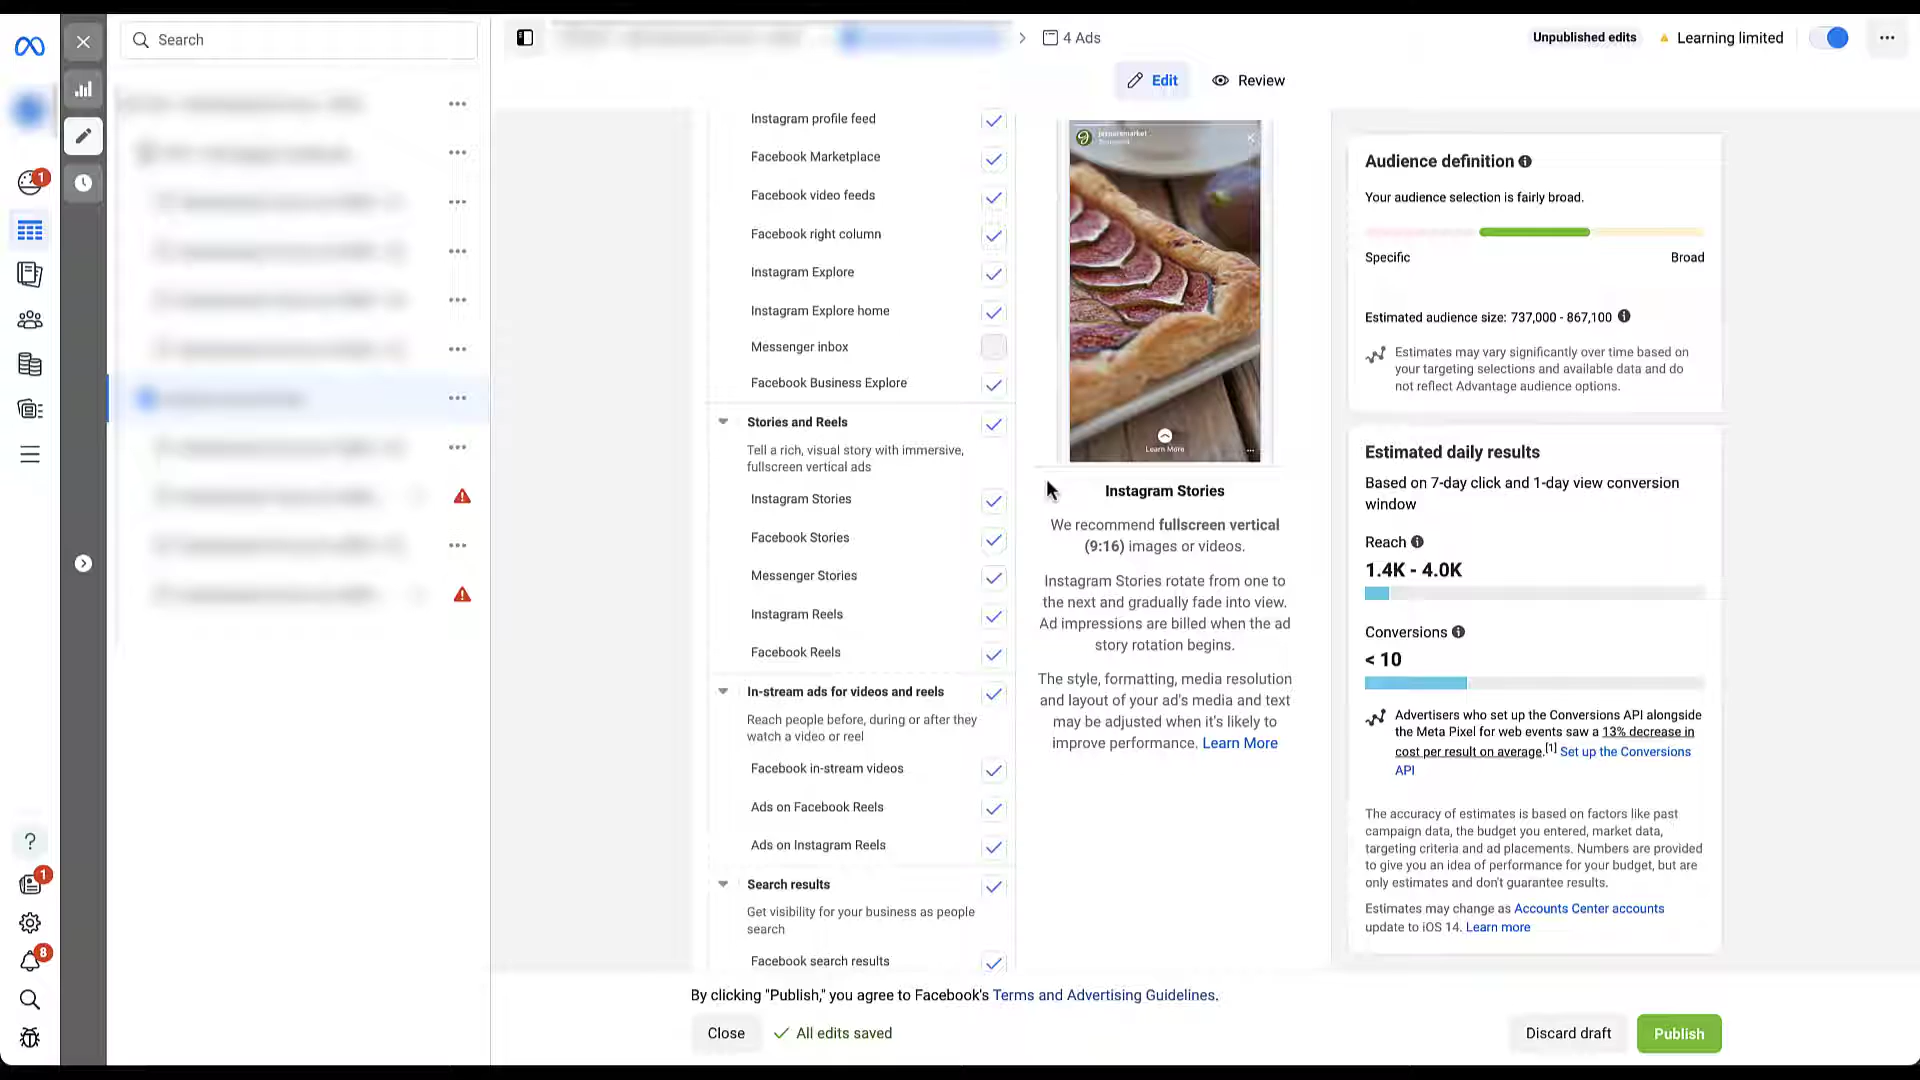 Search
4 Ads
Unpublished edits
Learning limited
Edit
Review
1
Instagram profile feed
Facebook Marketplace
Facebook video feeds
Facebook right column
Instagram Explore
Instagram Explore home
Messenger inbox
Facebook Business Explore
Stories and Reels
Tell a rich, visual story with immersive,
fullscreen vertical ads
Instagram Stories
Facebook Stories
Messenger Stories
Instagram Reels
Facebook Reels
In-stream ads for videos and reels
Reach people before, during or after they
watch a video or reel
Facebook in-stream videos
Ads on Facebook Reels
Ads on Instagram Reels
Search results
Get visibility for your business as people
search
Facebook search results
Learn More
Instagram Stories
We recommend fullscreen vertical
(9:16) images or videos.
Instagram Stories rotate from one to
the next and gradually fade into view.
Ad impressions are billed when the ad
story rotation begins.
The style, formatting, media resolution
and layout of your ad's media and text
may be adjusted when it's likely to
improve performance. Learn More
Audience definition
Your audience selection is fairly broad.
Specific
Broad
Estimated audience size: 737,000 - 867,100
Estimates may vary significantly over time based on
your targeting selections and available data and do
not reflect Advantage audience options.
Estimated daily results
Based on 7-day click and 1-day view conversion
window
Reach
1.4K - 4.0K
Conversions
< 10
Advertisers who set up the Conversions API alongside
the Meta Pixel for web events saw a 13% decrease in
cost per result on average.[1] Set up the Conversions
API
The accuracy of estimates is based on factors like past
campaign data, the budget you entered, market data,
targeting criteria and ad placements. Numbers are provided
to give you an idea of performance for your budget, but are
only estimates and don't guarantee results.
Estimates may change as Accounts Center accounts
update to iOS 14. Learn more
1
8
By clicking "Publish," you agree to Facebook's Terms and Advertising Guidelines.
Close
All edits saved
Discard draft
Publish